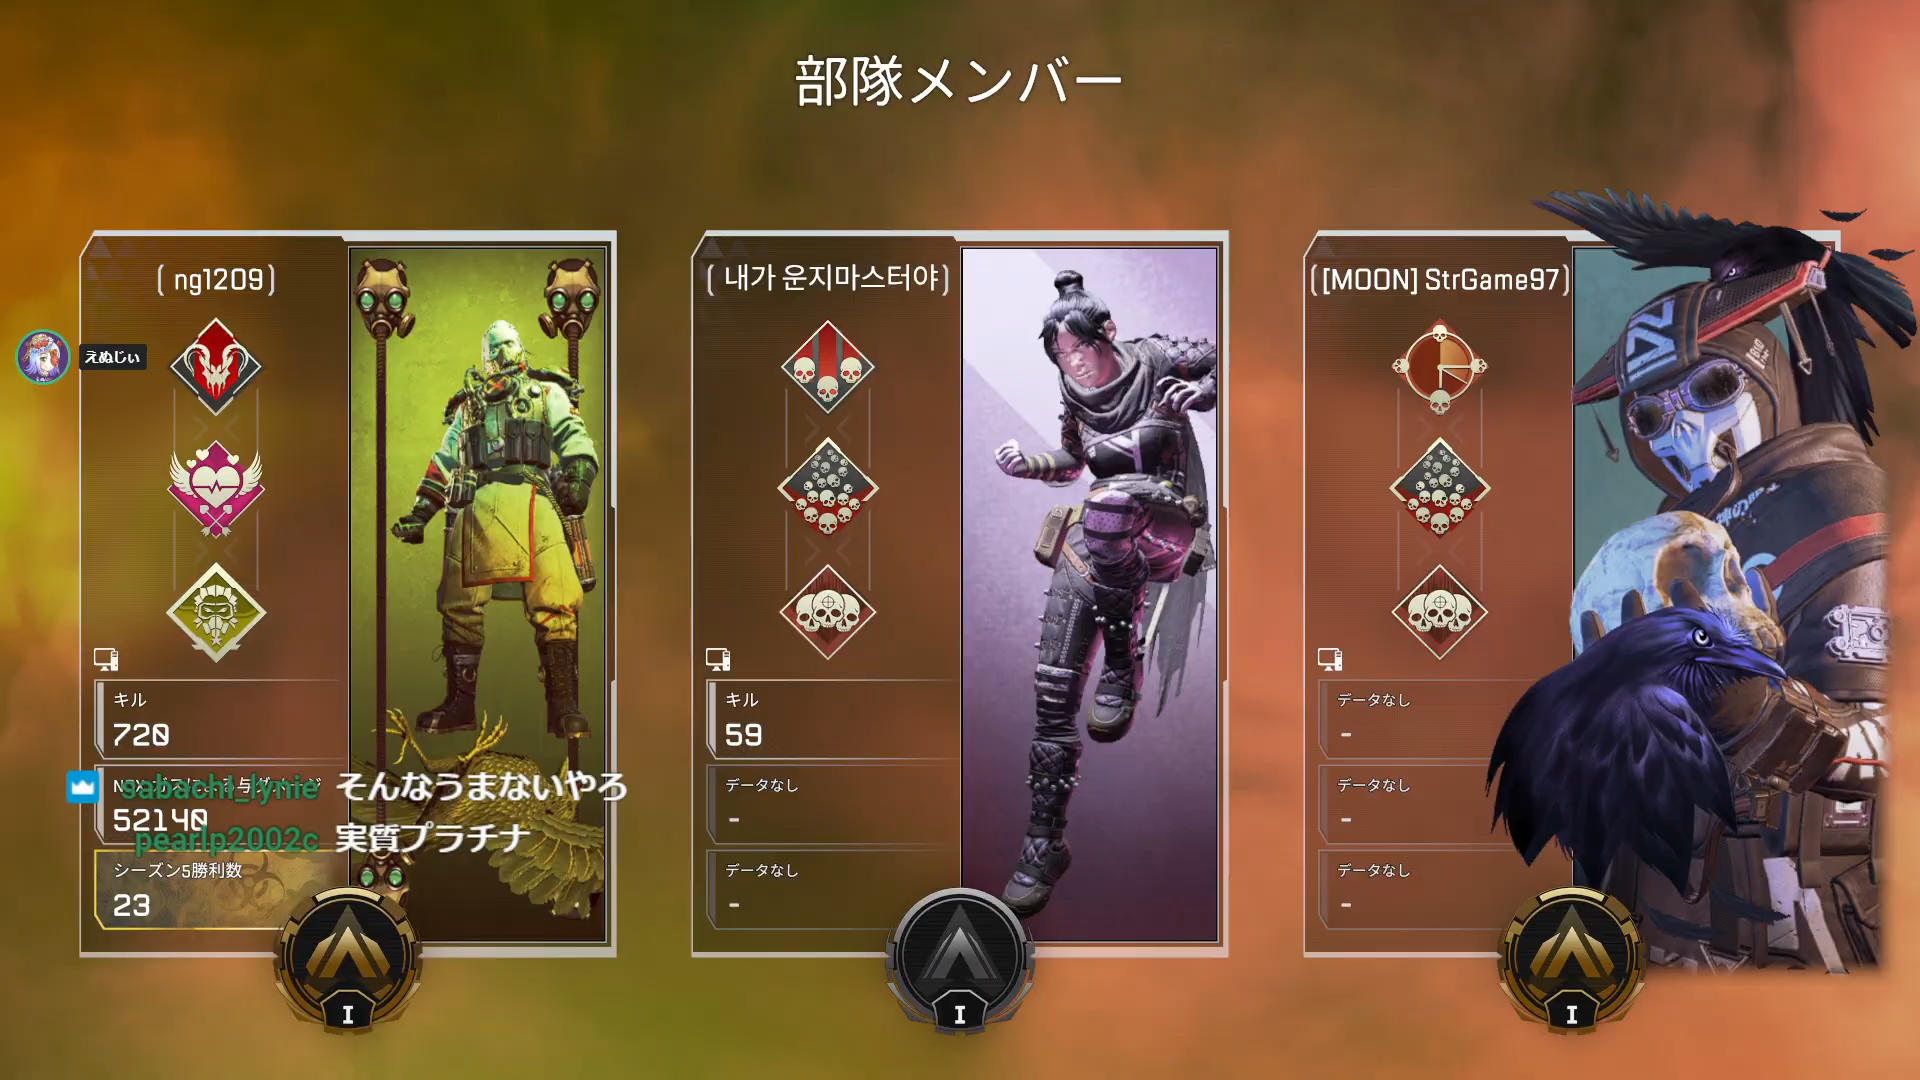 部隊メンバー
ng1209
내가 운지마스터야
[MOON] StrGame97
えぬじい
キル
720
52140
シーズン5勝利数
23
I
sabachi_lynie そんなうまないやろ
pearlp2002c 実質プラチナ
キル
59
データなし
-
データなし
-
I
データなし
-
データなし
-
データなし
-
I